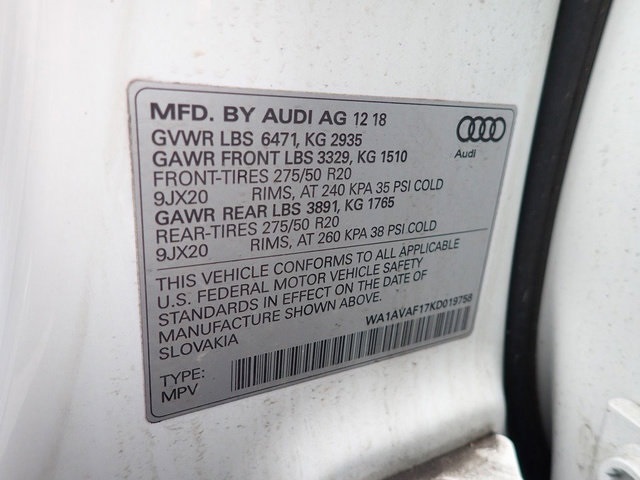 MFD. BY AUDI AG 12 18
GVWR LBS 6471, KG 2935
GAWR FRONT LBS 3329, KG 1510
FRONT-TIRES 275/50 R20
9JX20 RIMS, AT 240 KPA 35 PSI COLD
GAWR REAR LBS 3891, KG 1765
REAR-TIRES 275/50 R20
9JX20 RIMS, AT 260 KPA 38 PSI COLD
Audi
THIS VEHICLE CONFORMS TO ALL APPLICABLE
U.S. FEDERAL MOTOR VEHICLE SAFETY
STANDARDS IN EFFECT ON THE DATE OF
MANUFACTURE SHOWN ABOVE.
SLOVAKIA
WA1AVAF17KD019758
TYPE:
MPV